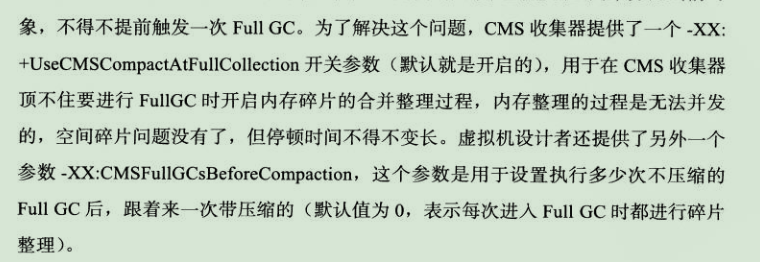 象，不得不提前触发一次 Full GC。为了解决这个问题，CMS 收集器提供了一个 -XX:
+UseCMSCompactAtFullCollection 开关参数（默认就是开启的），用于在 CMS 收集器
顶不住要进行 FullGC 时开启内存碎片的合并整理过程，内存整理的过程是无法并发
的，空间碎片问题没有了，但停顿时间不得不变长。虚拟机设计者还提供了另外一个
参数 -XX:CMSFullGCsBeforeCompaction，这个参数是用于设置执行多少次不压缩的
Full GC 后，跟着来一次带压缩的（默认值为 0，表示每次进入 Full GC 时都进行碎片
整理）。